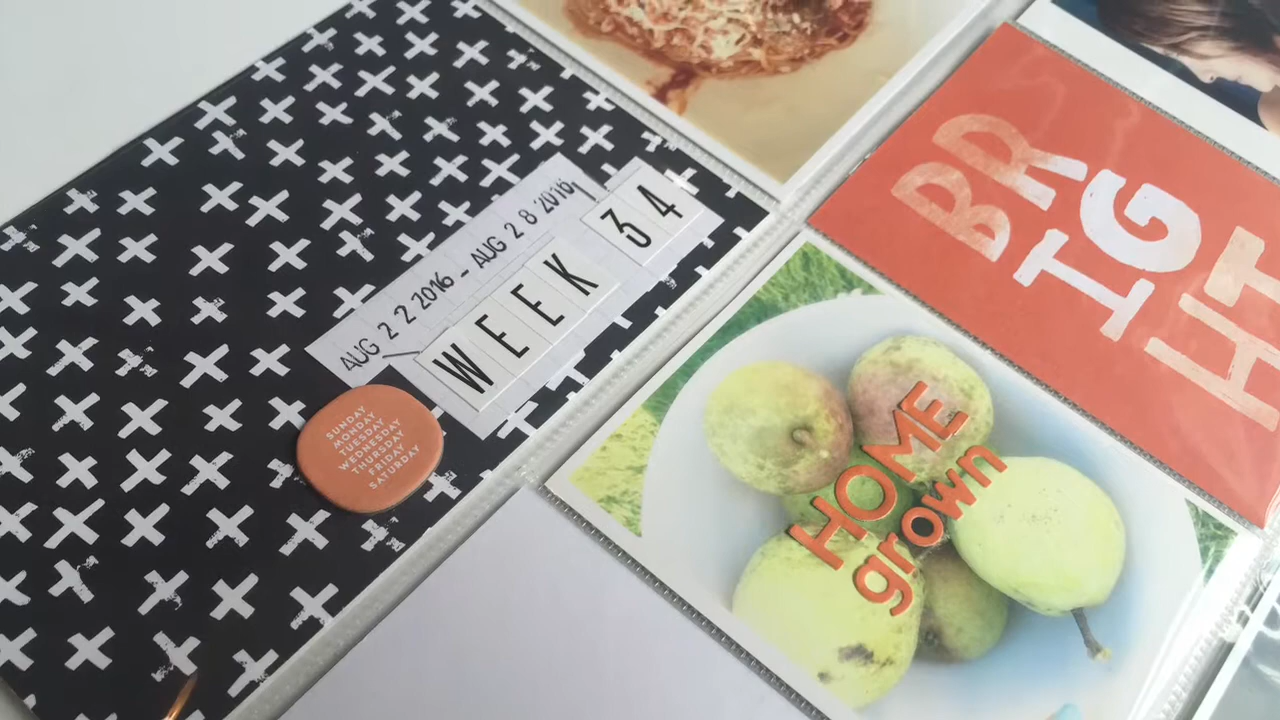 AUG 22 2016 - AUG 28 2016
WEEK 34
SUNDAY
MONDAY
TUESDAY
WEDNESDAY
THURSDAY
FRIDAY
SATURDAY
BR
IG
HT
HOME
grown